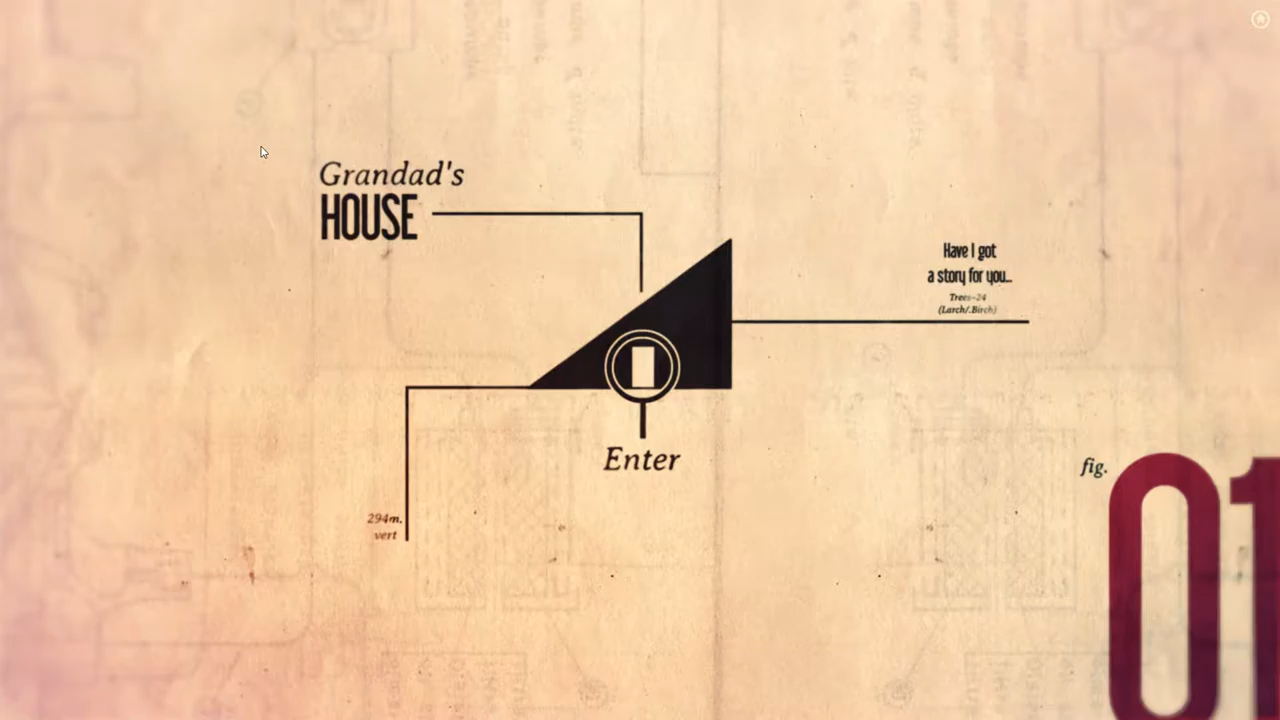 Grandad's
HOUSE
Have I got
a story for you...
Trees-24
(Larch/.Birch)
Enter
fig.
01
294m.
vert